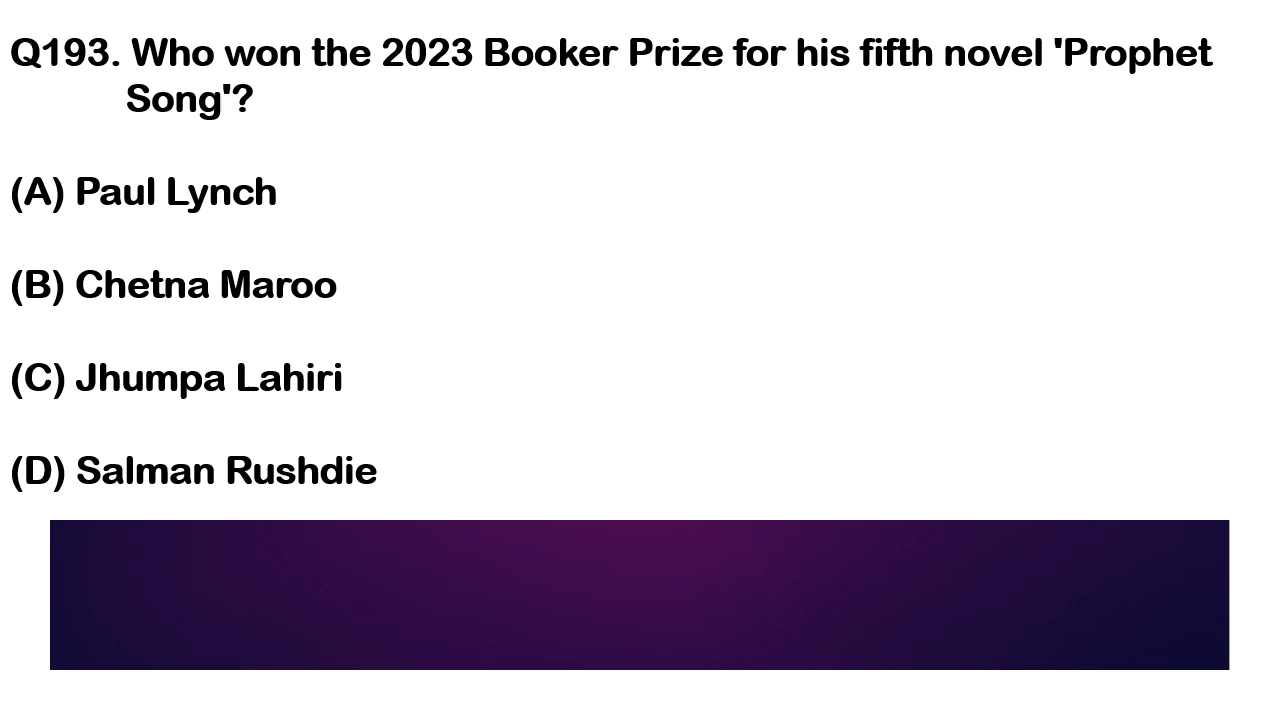 Q193. Who won the 2023 Booker Prize for his fifth novel 'Prophet
Song'?
(A) Paul Lynch
(B) Chetna Maroo
(C) Jhumpa Lahiri
(D) Salman Rushdie